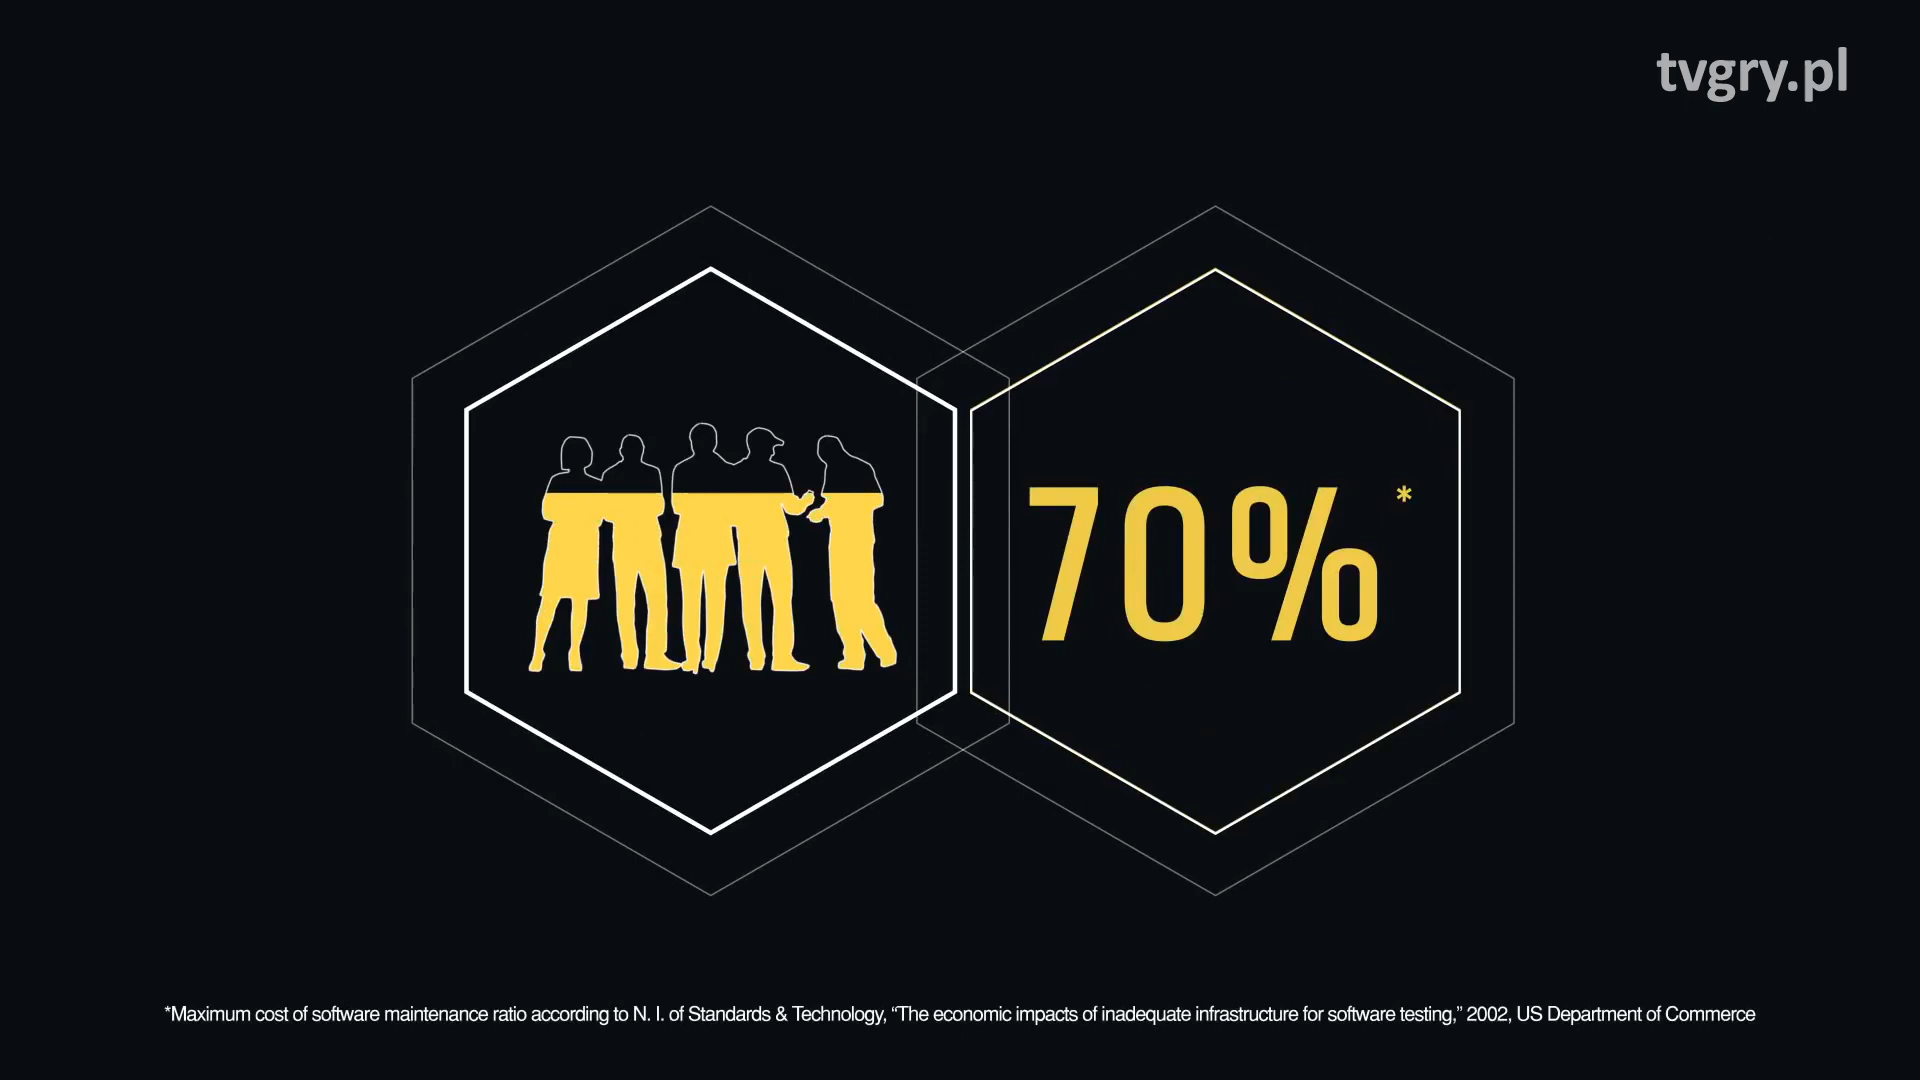 tvgry.pl
70%*
*Maximum cost of software maintenance ratio according to N. I. of Standards & Technology, “The economic impacts of inadequate infrastructure for software testing,” 2002, US Department of Commerce